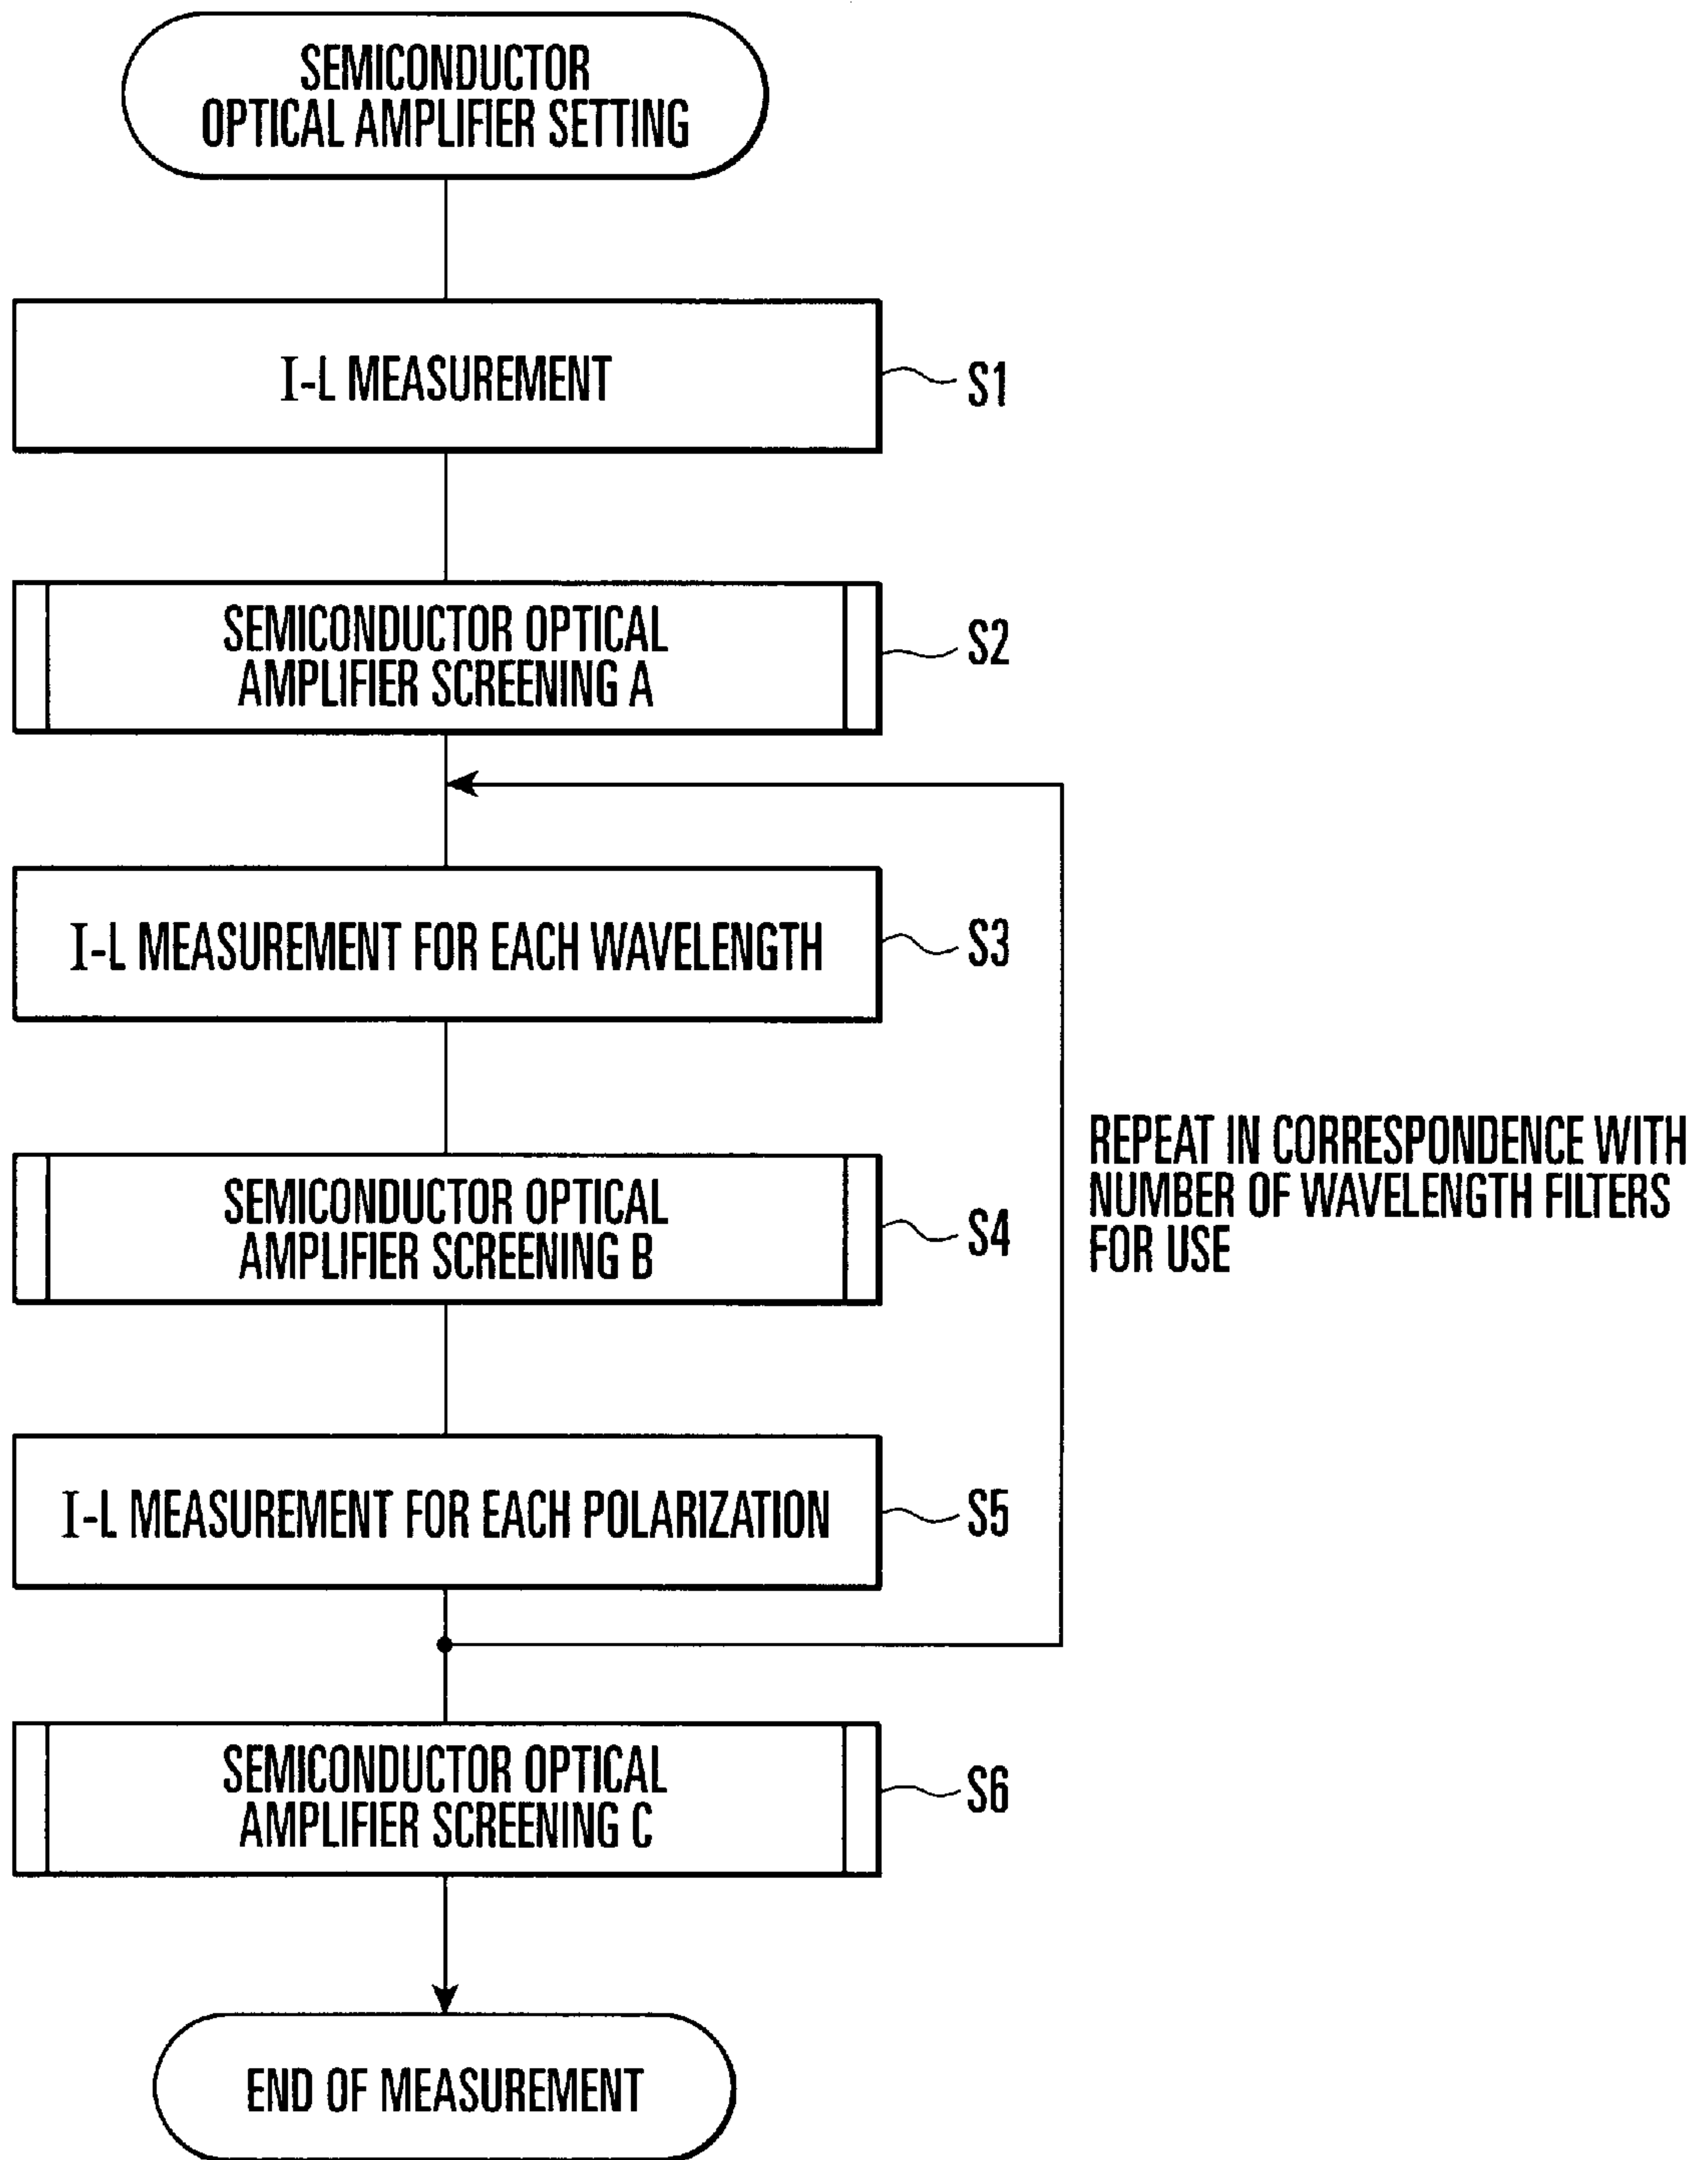 SEMICONDUCTOR
OPTICAL AMPLIFIER SETTING
I-L MEASUREMENT
S1
SEMICONDUCTOR OPTICAL
AMPLIFIER SCREENING A
S2
I-L MEASUREMENT FOR EACH WAVELENGTH
S3
SEMICONDUCTOR OPTICAL
AMPLIFIER SCREENING B
S4
REPEAT IN CORRESPONDENCE WITH
NUMBER OF WAVELENGTH FILTERS
FOR USE
I-L MEASUREMENT FOR EACH POLARIZATION
S5
SEMICONDUCTOR OPTICAL
AMPLIFIER SCREENING C
S6
END OF MEASUREMENT